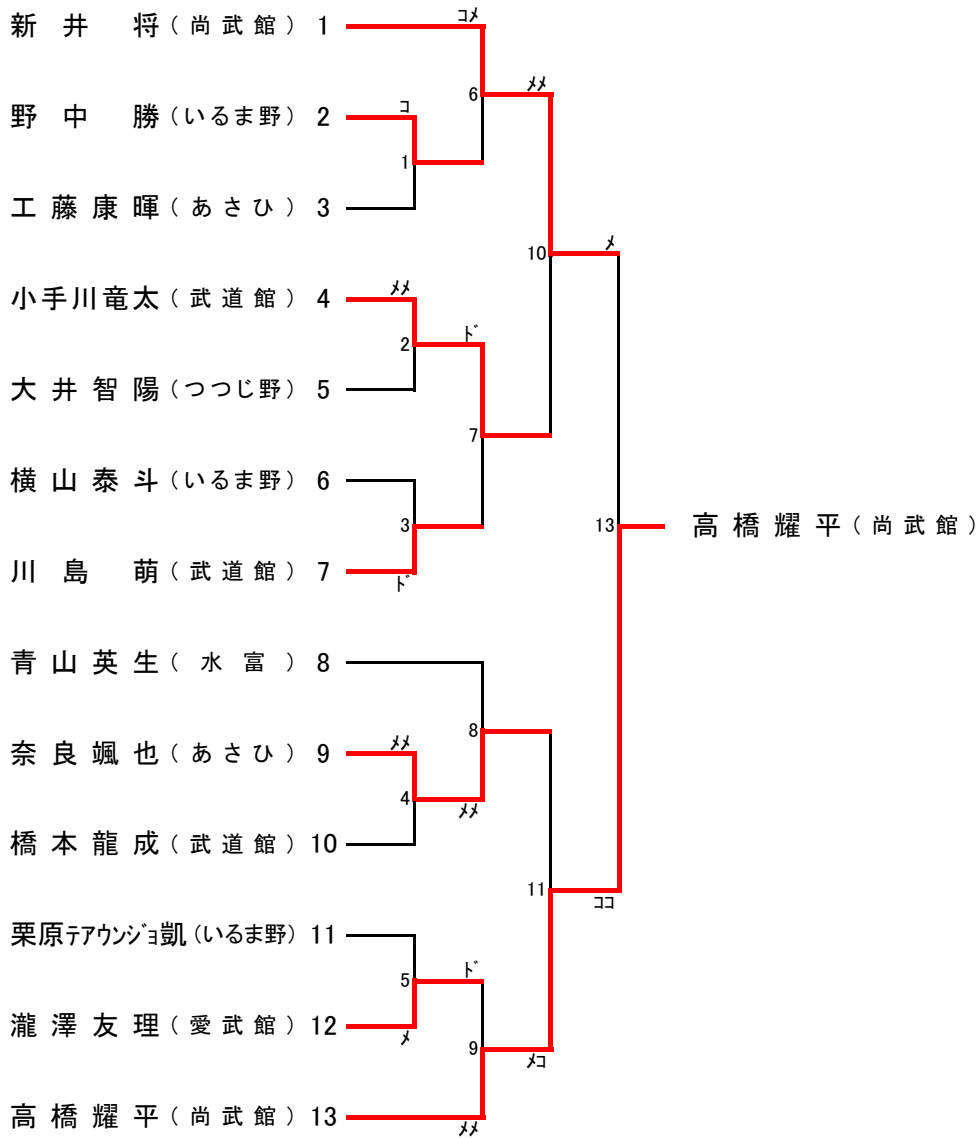 新井 将(尚武館) 1 コメ
6 メメ
野中 勝(いるま野) 2 コ
1
工藤康暉(あさひ) 3
10 メ
小手川竜太(武道館) 4 メメ
2 ド
大井智陽(つつじ野) 5
7
横山泰斗(いるま野) 6
3
13 高橋耀平(尚武館)
川島 萌(武道館) 7 ド
青山英生(水富) 8
8
奈良颯也(あさひ) 9 メメ
4 メメ
橋本龍成(武道館) 10
11 ココ
栗原テアウンジョ凱(いるま野) 11
5 ド
瀧澤友理(愛武館) 12 メ
9 メコ
高橋耀平(尚武館) 13 メメ